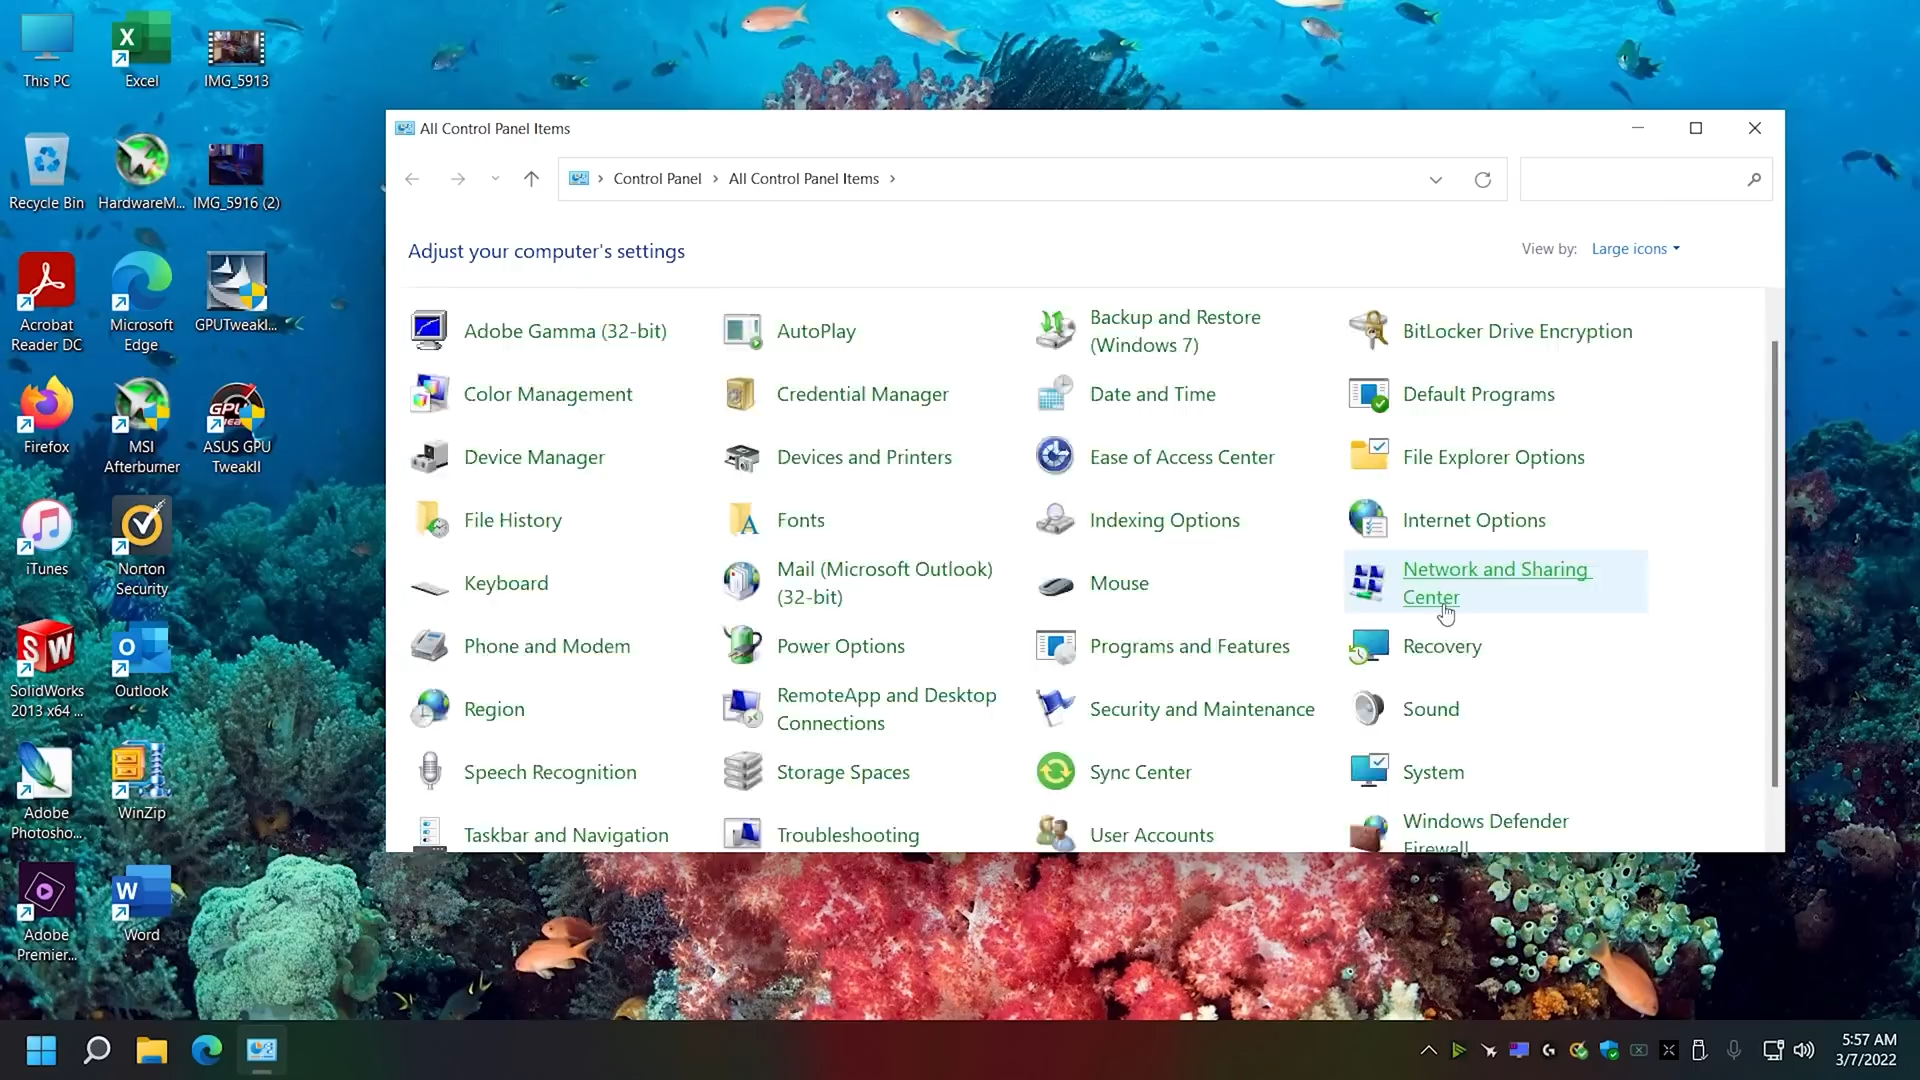 This PC
Excel
IMG_5913
Recycle Bin
HardwareM...
IMG_5916 (2)
Acrobat
Reader DC
Microsoft
Edge
GPUTweakI...
Firefox
MSI
Afterburner
ASUS GPU
TweakII
iTunes
Norton
Security
SolidWorks
2013 x64 ...
Outlook
Adobe
Photosho...
WinZip
Adobe
Premier...
Word
All Control Panel Items
Control Panel
All Control Panel Items
Adjust your computer's settings
View by:
Large icons
Adobe Gamma (32-bit)
AutoPlay
Backup and Restore
(Windows 7)
BitLocker Drive Encryption
Color Management
Credential Manager
Date and Time
Default Programs
Device Manager
Devices and Printers
Ease of Access Center
File Explorer Options
File History
Fonts
Indexing Options
Internet Options
Keyboard
Mail (Microsoft Outlook)
(32-bit)
Mouse
Network and Sharing
Center
Phone and Modem
Power Options
Programs and Features
Recovery
Region
RemoteApp and Desktop
Connections
Security and Maintenance
Sound
Speech Recognition
Storage Spaces
Sync Center
System
Taskbar and Navigation
Troubleshooting
User Accounts
Windows Defender
Firewall
5:57 AM
3/7/2022